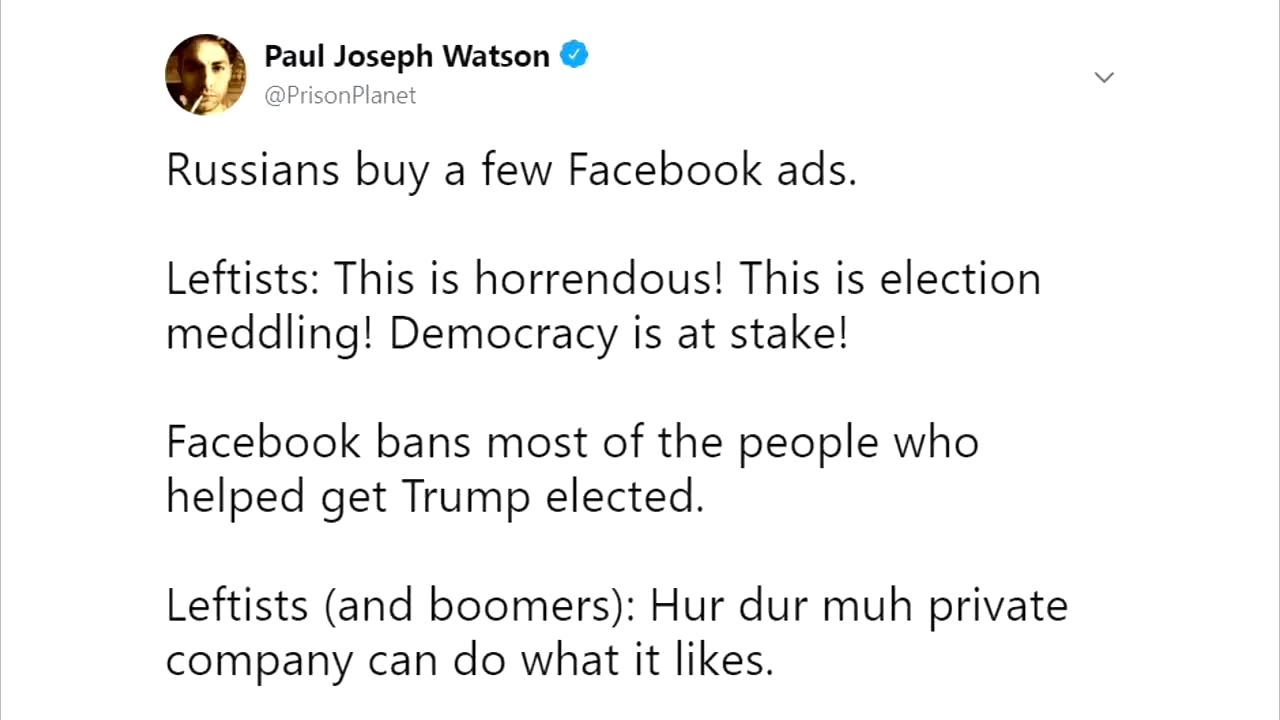 Paul Joseph Watson
@PrisonPlanet
Russians buy a few Facebook ads.
Leftists: This is horrendous! This is election
meddling! Democracy is at stake!
Facebook bans most of the people who
helped get Trump elected.
Leftists (and boomers): Hur dur muh private
company can do what it likes.